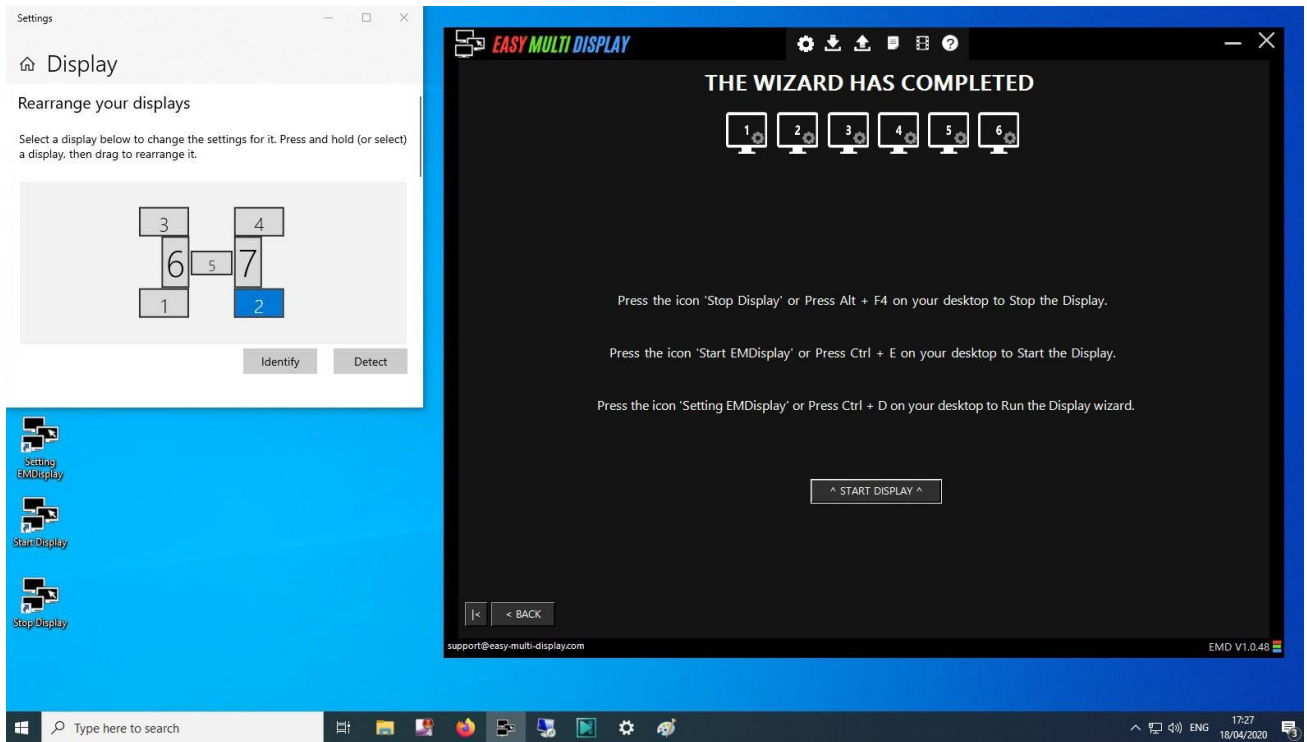 Settings
Display
Rearrange your displays
Select a display below to change the settings for it. Press and hold (or select)
a display, then drag to rearrange it.
3
4
6
5
7
1
2
Identify
Detect
Setting
EMDisplay
Start Display
Stop Display
EASY MULTI DISPLAY
THE WIZARD HAS COMPLETED
1 2 3 4 5 6
Press the icon 'Stop Display' or Press Alt + F4 on your desktop to Stop the Display.
Press the icon 'Start EMDisplay' or Press Ctrl + E on your desktop to Start the Display.
Press the icon 'Setting EMDisplay' or Press Ctrl + D on your desktop to Run the Display wizard.
^ START DISPLAY ^
|< < BACK
support@easy-multi-display.com
EMD V1.0.48
Type here to search
ENG
17:27
18/04/2020
3